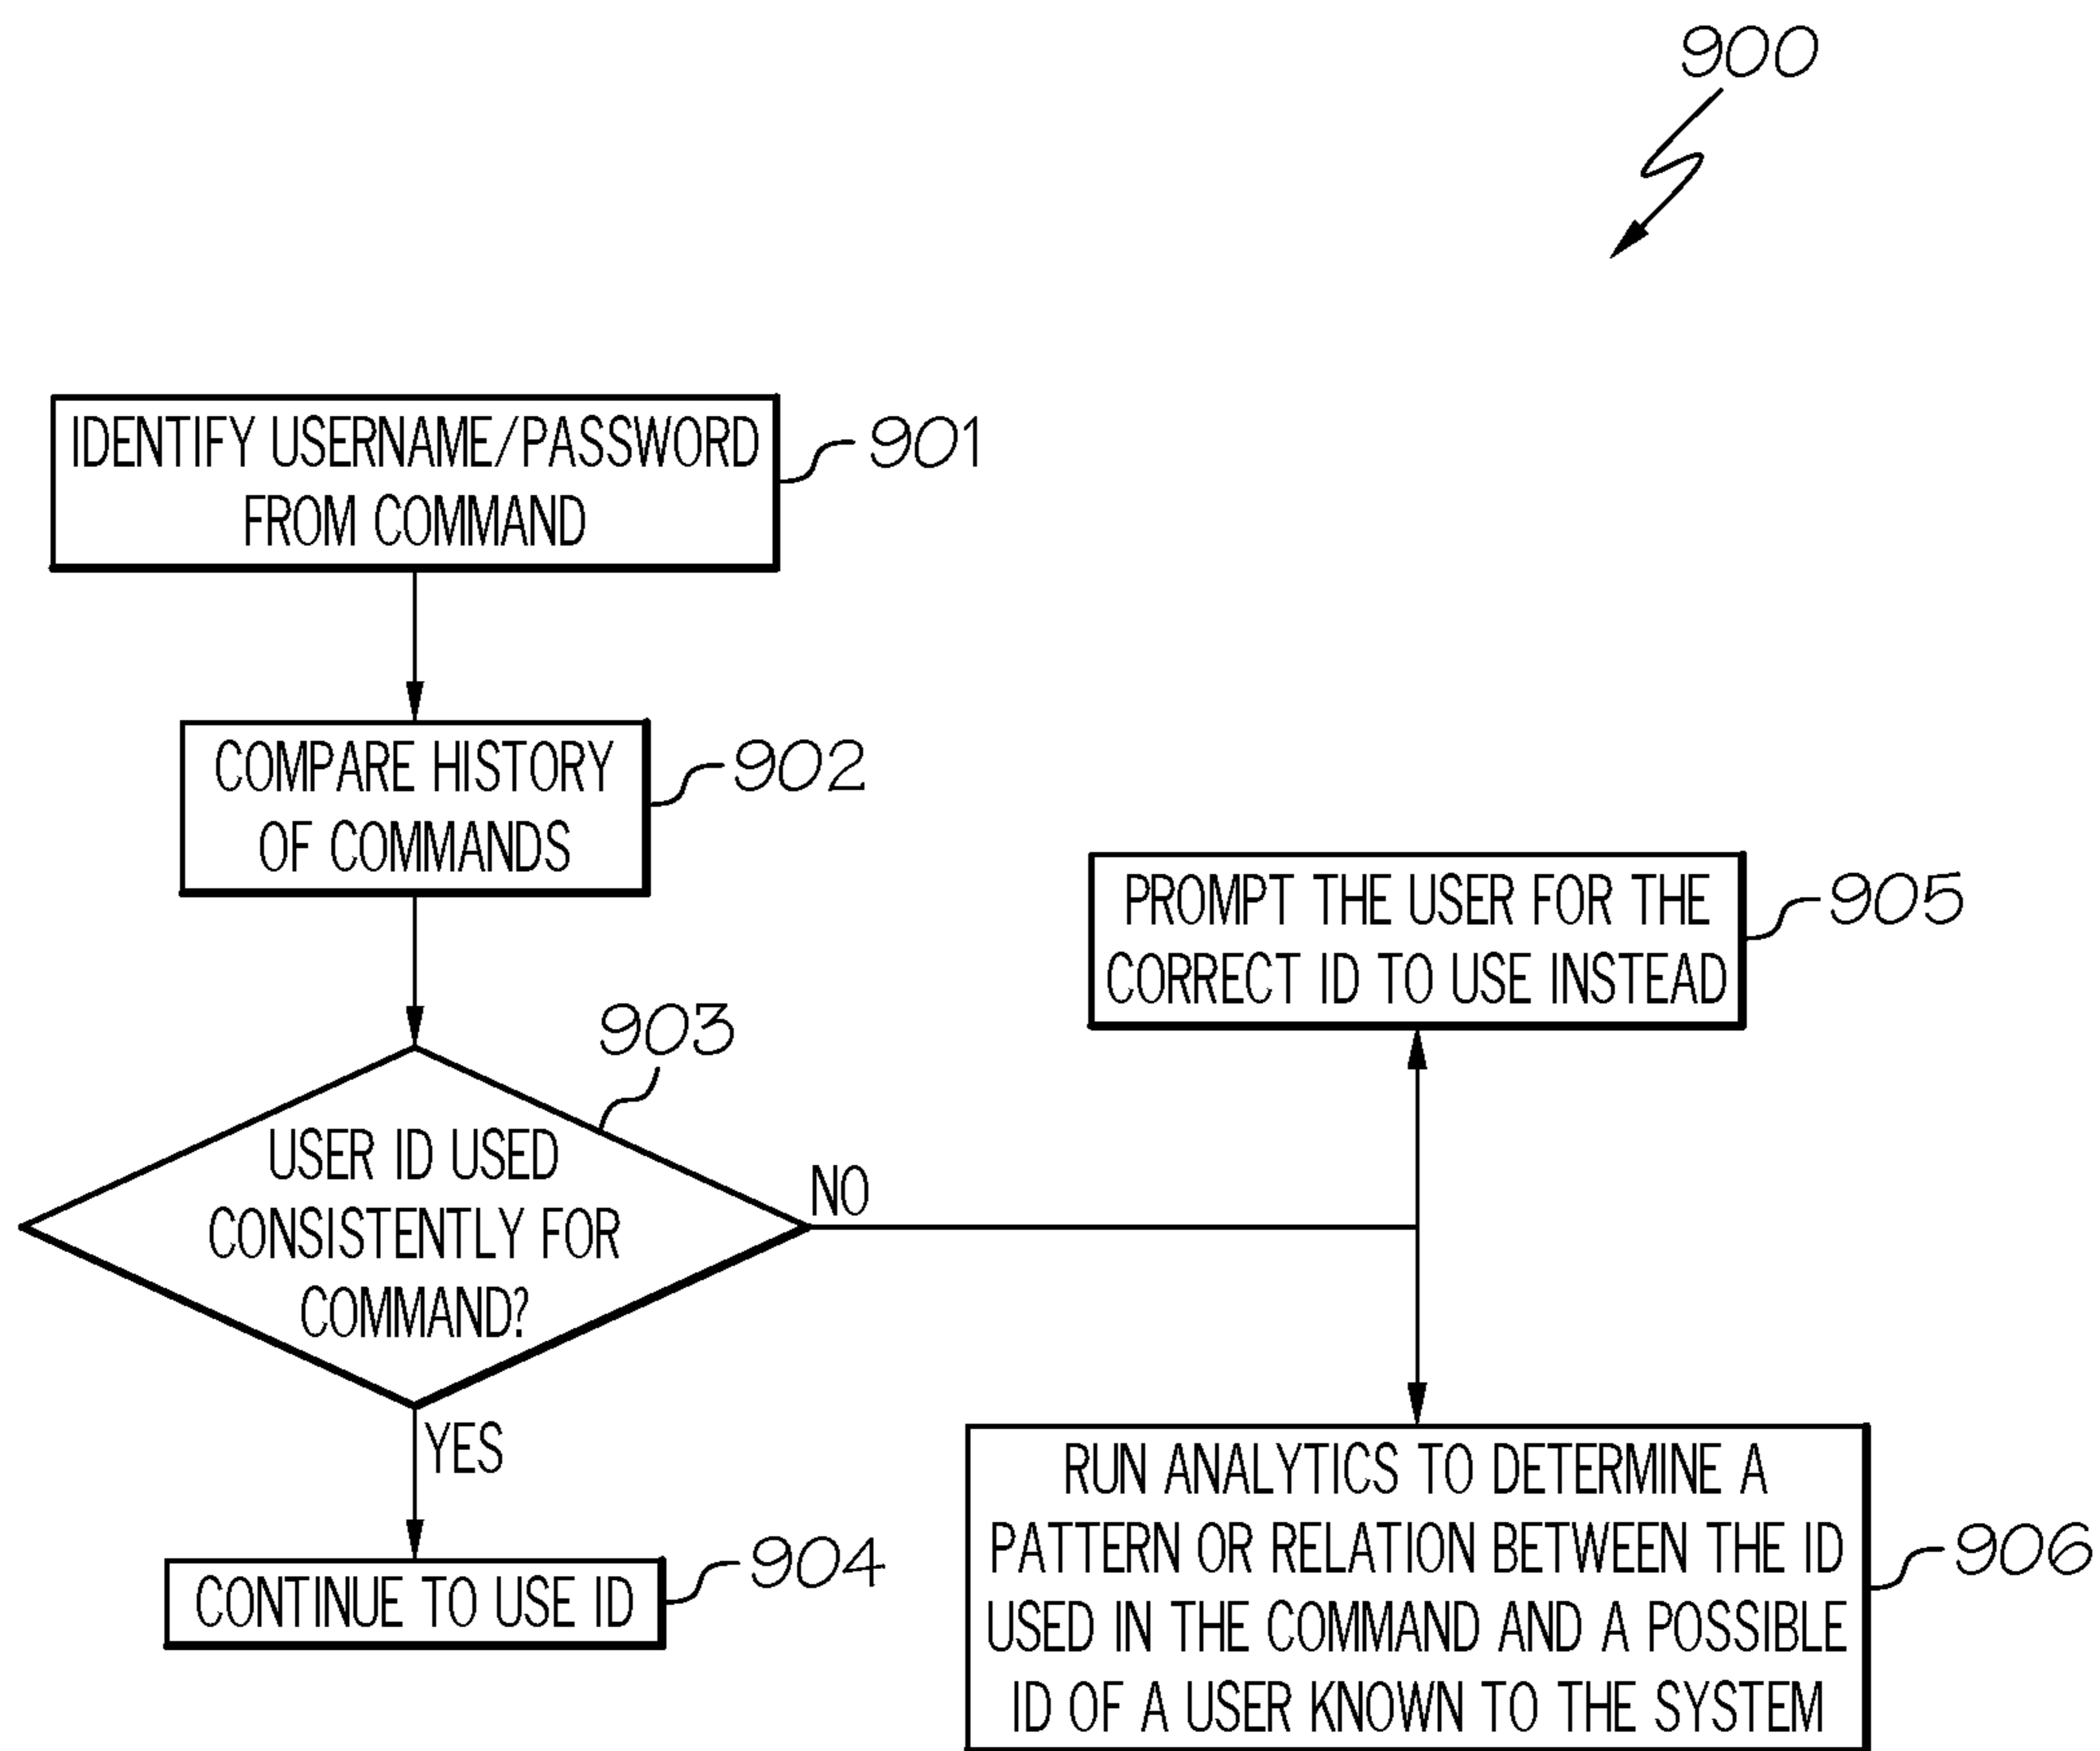 900
IDENTIFY USERNAME/PASSWORD
FROM COMMAND
901
COMPARE HISTORY
OF COMMANDS
902
903
USER ID USED
CONSISTENTLY FOR
COMMAND?
NO
YES
CONTINUE TO USE ID
904
PROMPT THE USER FOR THE
CORRECT ID TO USE INSTEAD
905
RUN ANALYTICS TO DETERMINE A
PATTERN OR RELATION BETWEEN THE ID
USED IN THE COMMAND AND A POSSIBLE
ID OF A USER KNOWN TO THE SYSTEM
906